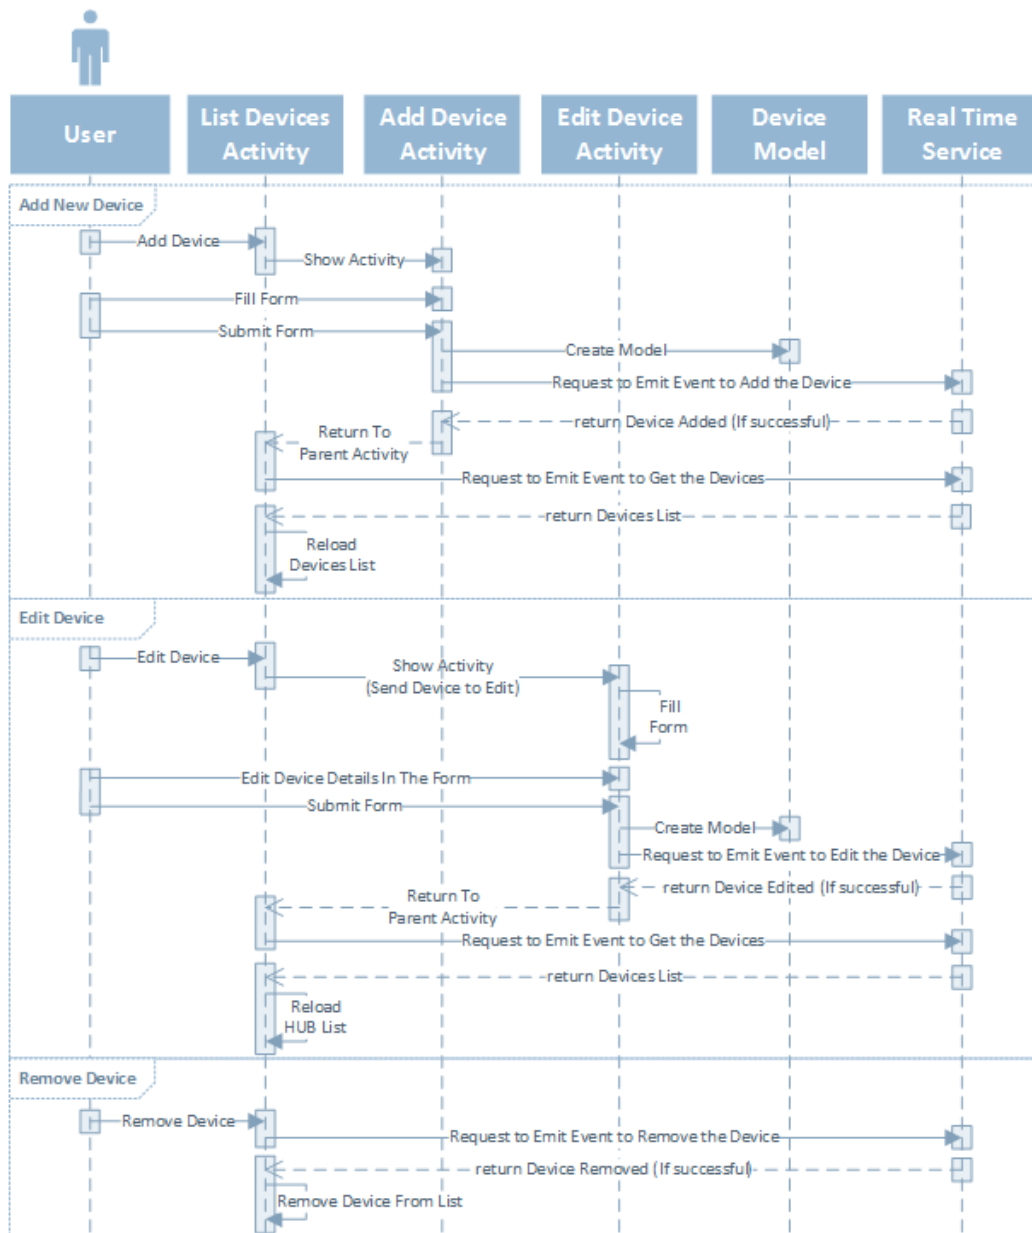 User
List Devices
Activity
Add Device
Activity
Edit Device
Activity
Device
Model
Real Time
Service
Add New Device
Add Device
Show Activity
Fill Form
Submit Form
Create Model
Request to Emit Event to Add the Device
return Device Added (If successful)
Return To
Parent Activity
Request to Emit Event to Get the Devices
return Devices List
Reload
Devices List
Edit Device
Edit Device
Show Activity
(Send Device to Edit)
Fill
Form
Edit Device Details In The Form
Submit Form
Create Model
Request to Emit Event to Edit the Device
return Device Edited (If successful)
Return To
Parent Activity
Request to Emit Event to Get the Devices
return Devices List
Reload
HUB List
Remove Device
Remove Device
Request to Emit Event to Remove the Device
return Device Removed (If successful)
Remove Device From List